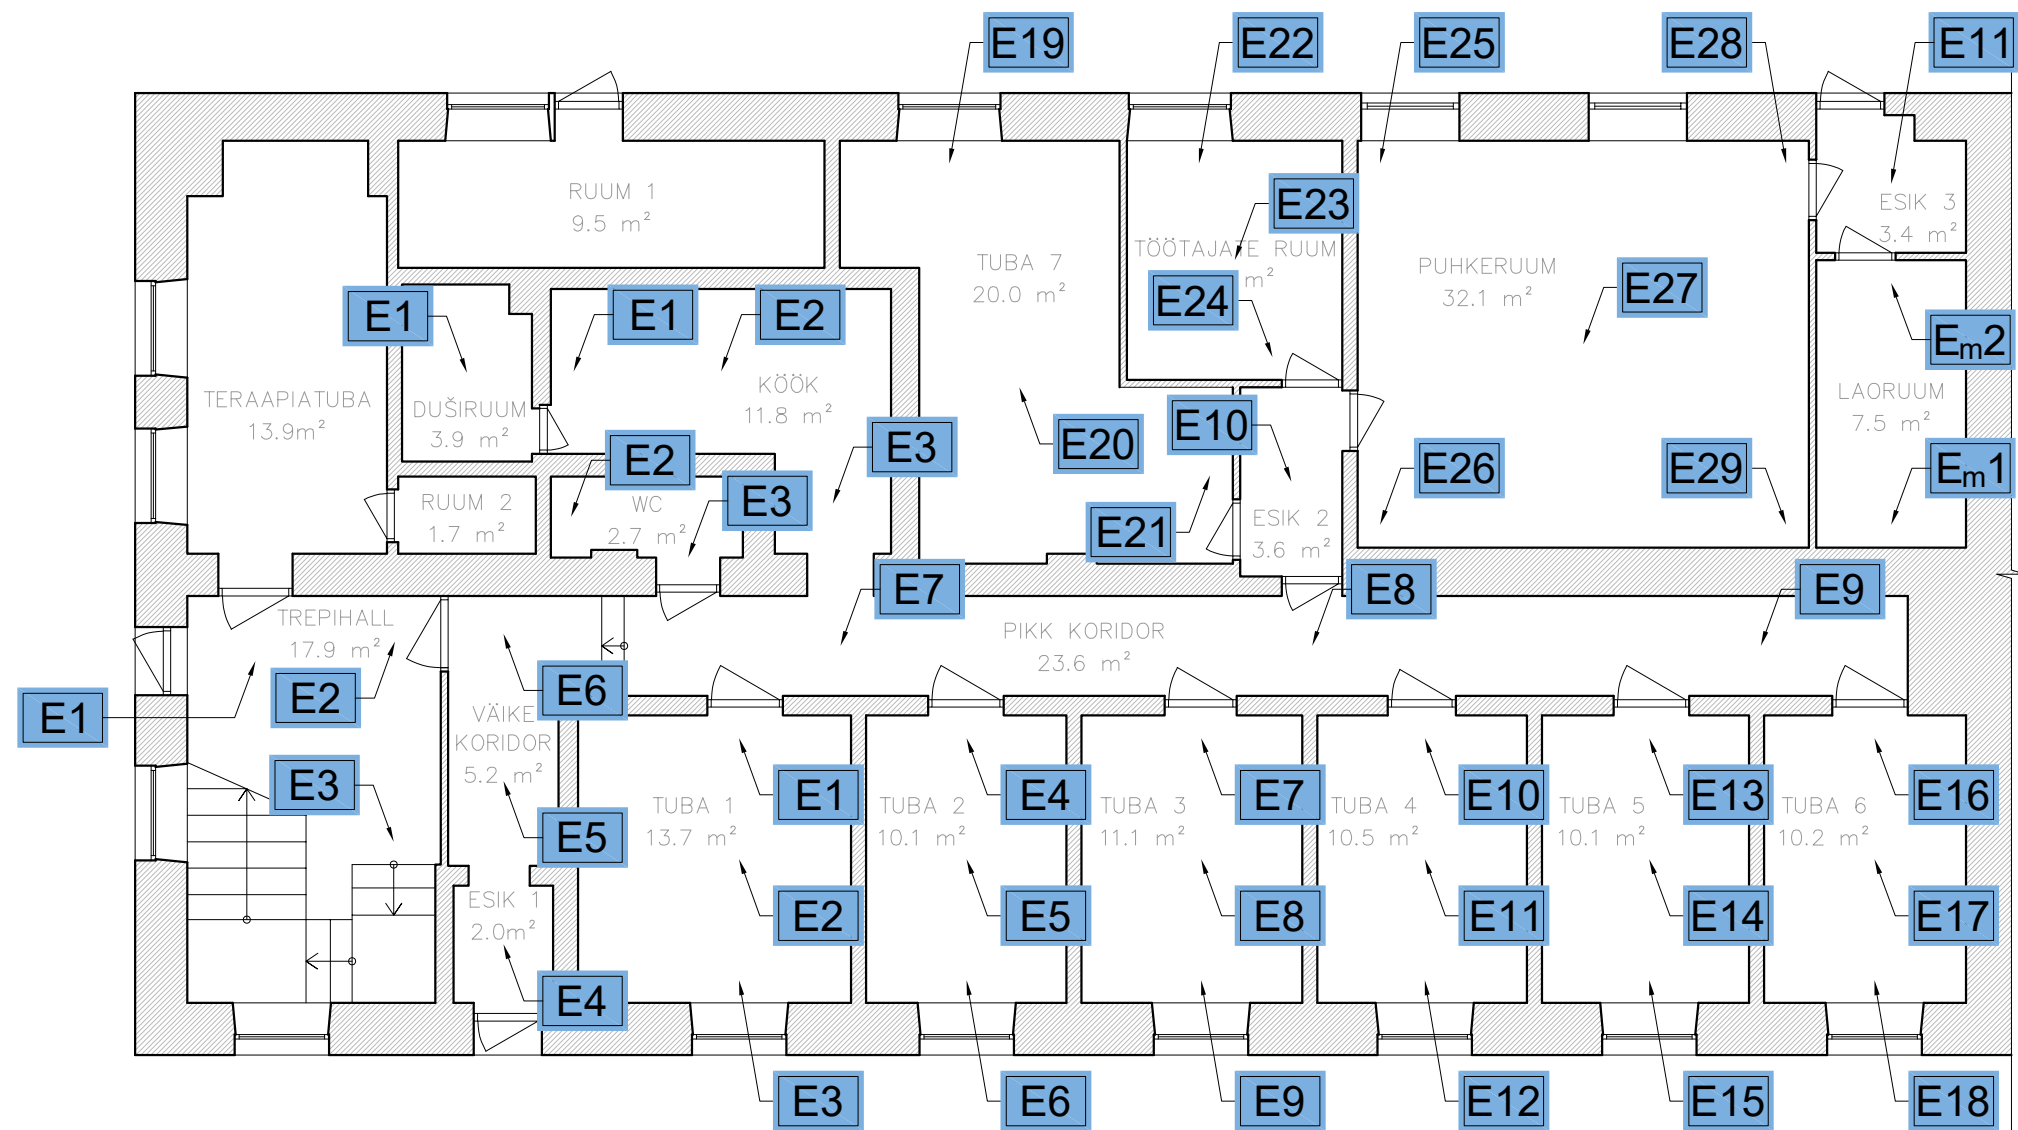 E19
E22
E25
E28
E11
RUUM 1
9.5 m²
E23
ESIK 3
3.4 m²
TÖÖTAJATE RUUM
m²
TUBA 7
20.0 m²
PUHKERUUM
32.1 m²
E27
E24
E1
E1
E2
Em2
TERAAPIATUBA
13.9m²
DUŠIRUUM
3.9 m²
KÖÖK
11.8 m²
LAORUUM
7.5 m²
E10
E20
E3
E2
E26
E29
Em1
RUUM 2
1.7 m²
WC
2.7 m²
E3
E21
ESIK 2
3.6 m²
E7
E8
E9
TREPIHALL
17.9 m²
PIKK KORIDOR
23.6 m²
E1
E2
E6
VÄIKE
KORIDOR
5.2 m²
E3
E5
TUBA 1
13.7 m²
E1
TUBA 2
10.1 m²
E4
TUBA 3
11.1 m²
E7
TUBA 4
10.5 m²
E10
TUBA 5
10.1 m²
E13
TUBA 6
10.2 m²
E16
ESIK 1
2.0m²
E2
E5
E8
E11
E14
E17
E4
E3
E6
E9
E12
E15
E18